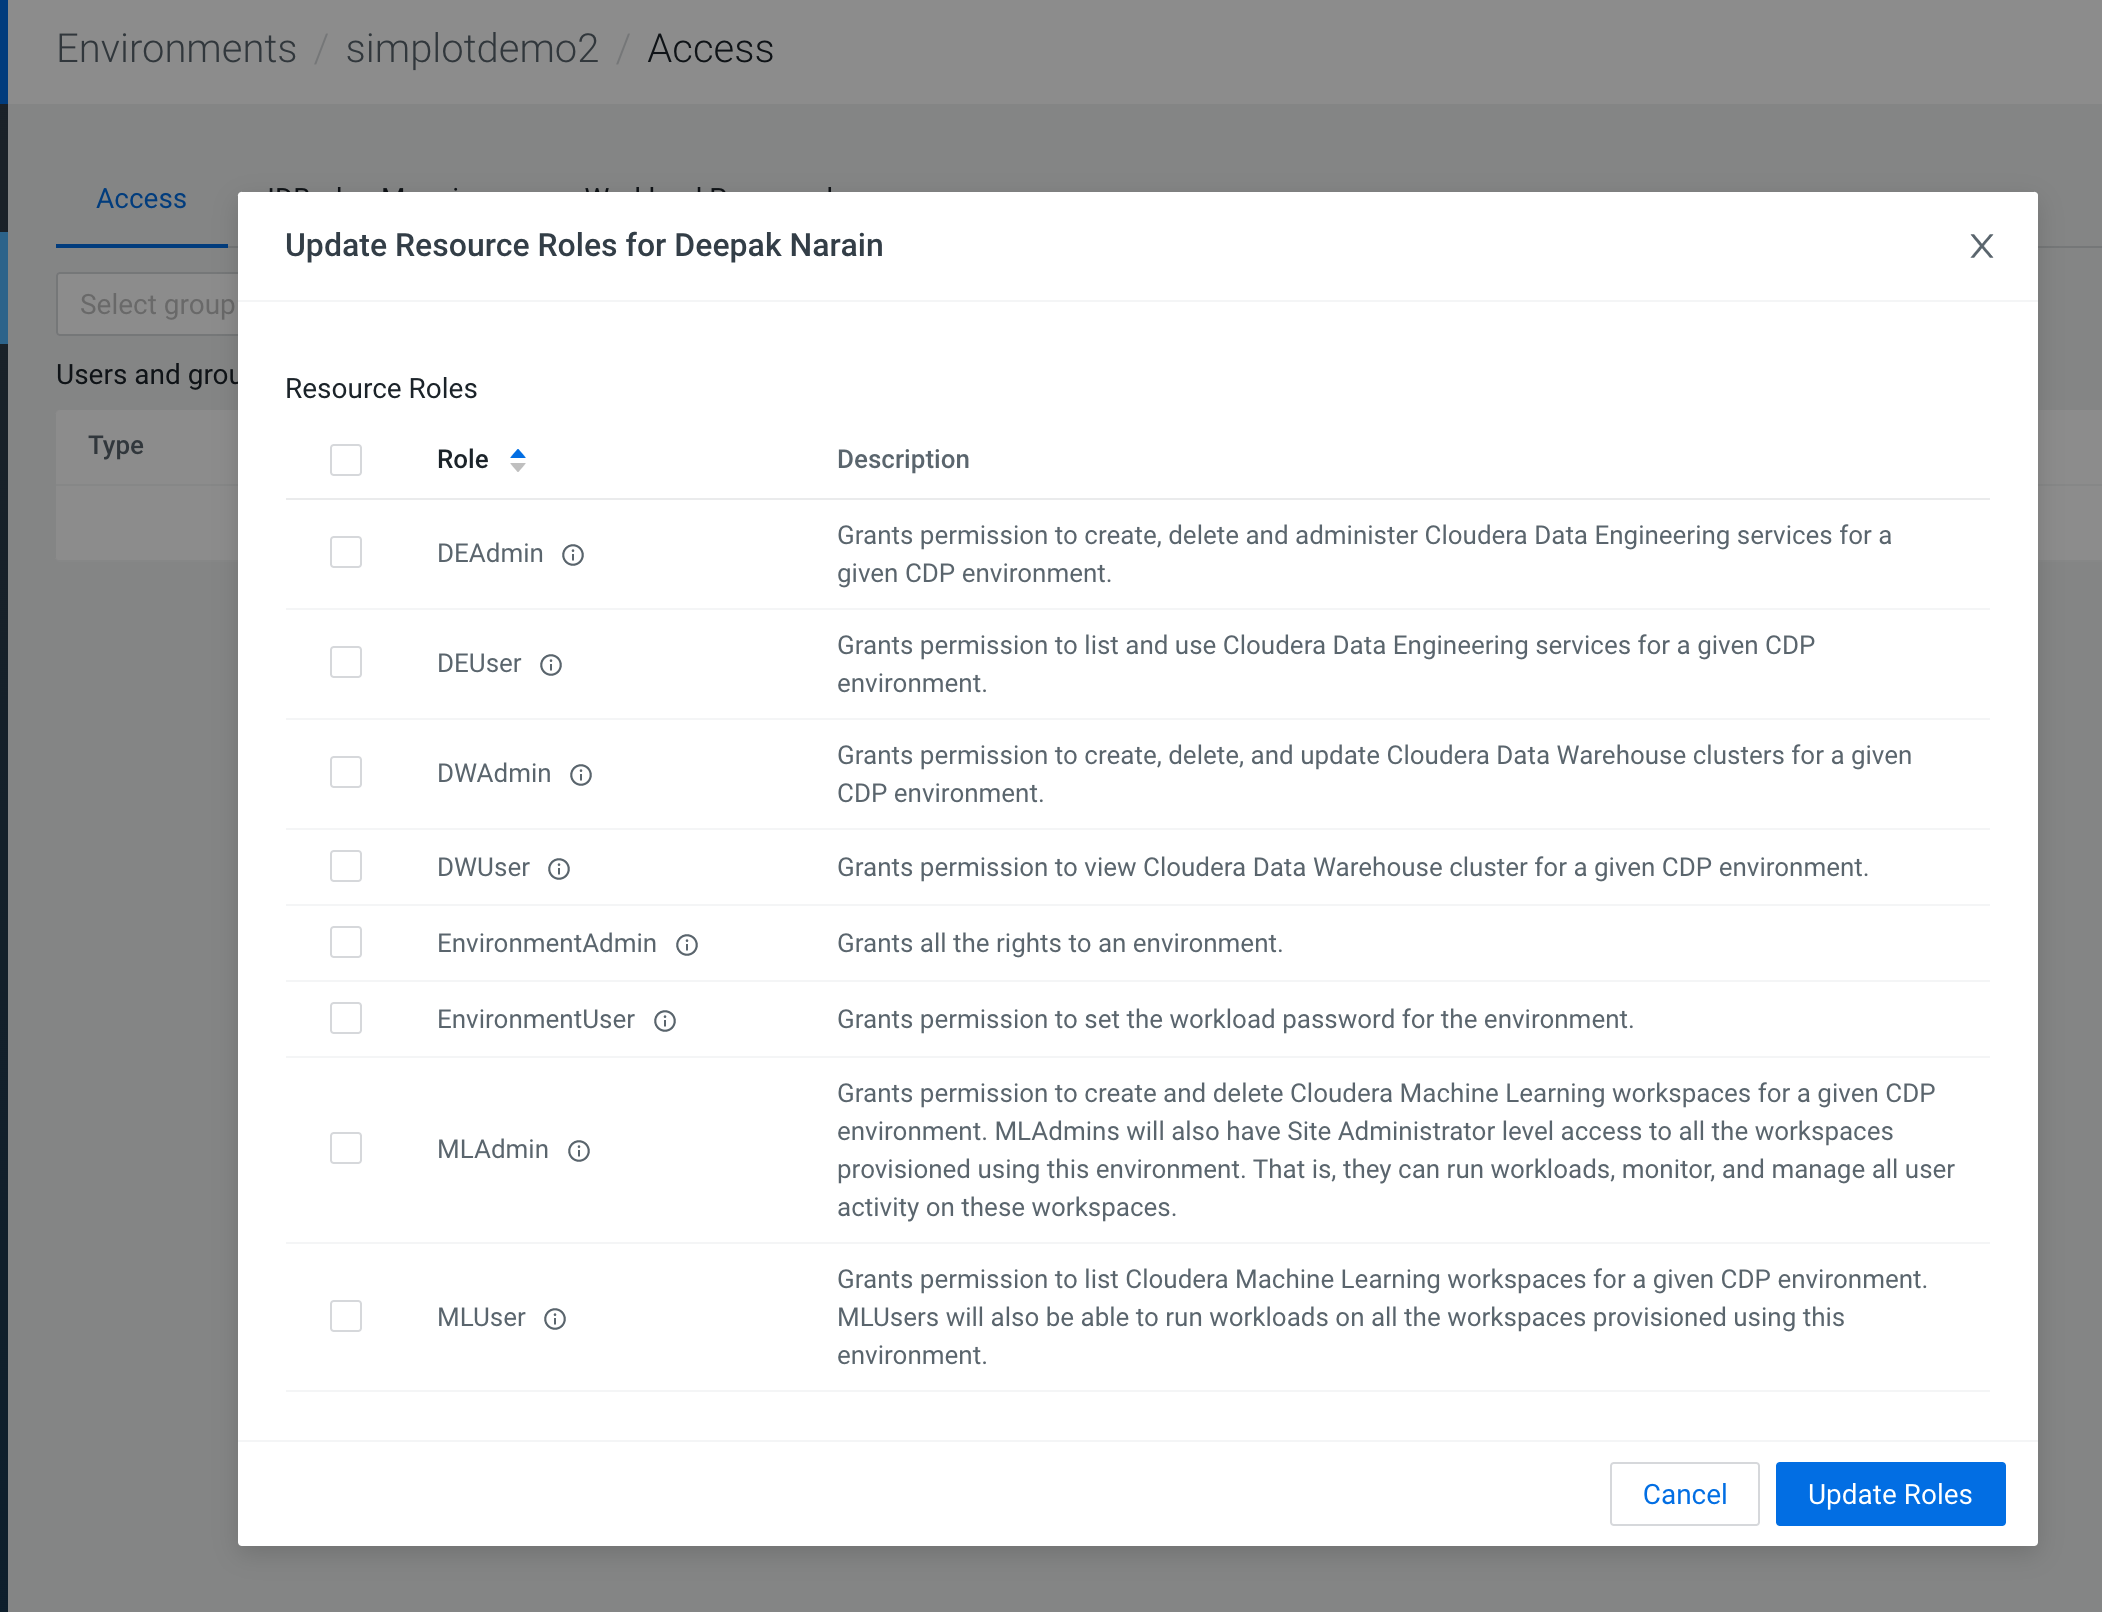 Environments / simplotdemo2 / Access
Access
Update Resource Roles for Deepak Narain
Select group
Users and grou
Resource Roles
Type
Role Description
DEAdmin Grants permission to create, delete and administer Cloudera Data Engineering services for a
given CDP environment.
DEUser Grants permission to list and use Cloudera Data Engineering services for a given CDP
environment.
DWAdmin Grants permission to create, delete, and update Cloudera Data Warehouse clusters for a given
CDP environment.
DWUser Grants permission to view Cloudera Data Warehouse cluster for a given CDP environment.
EnvironmentAdmin Grants all the rights to an environment.
EnvironmentUser Grants permission to set the workload password for the environment.
MLAdmin Grants permission to create and delete Cloudera Machine Learning workspaces for a given CDP
environment. MLAdmins will also have Site Administrator level access to all the workspaces
provisioned using this environment. That is, they can run workloads, monitor, and manage all user
activity on these workspaces.
MLUser Grants permission to list Cloudera Machine Learning workspaces for a given CDP environment.
MLUsers will also be able to run workloads on all the workspaces provisioned using this
environment.
Cancel Update Roles